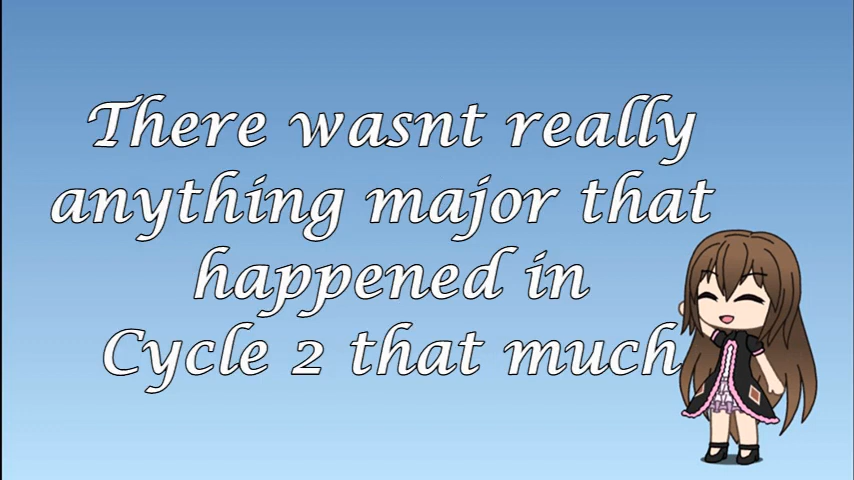 There wasnt really
anything major that
happened in
Cycle 2 that much